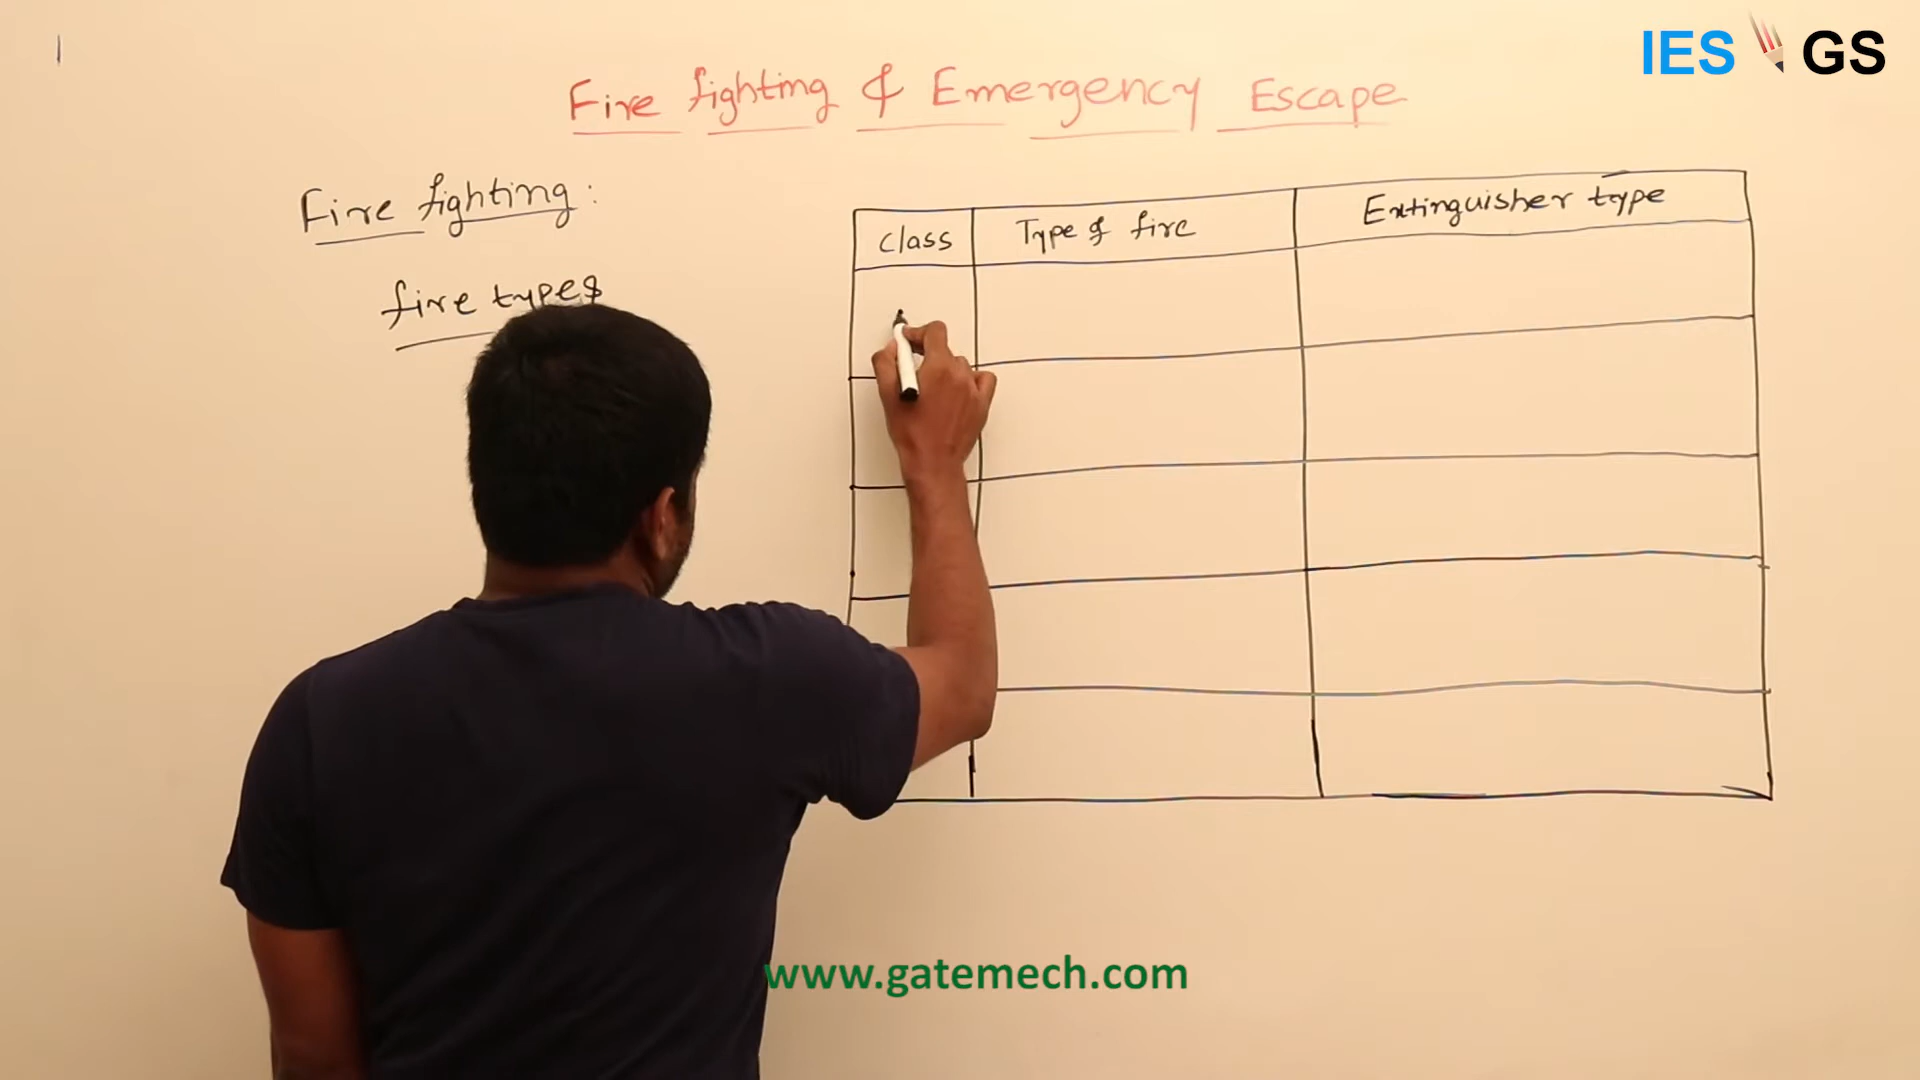 IES GS
Fire fighting & Emergency Escape
Fire fighting:
fire types
Class
Type of fire
Extinguisher type
www.gatemech.com